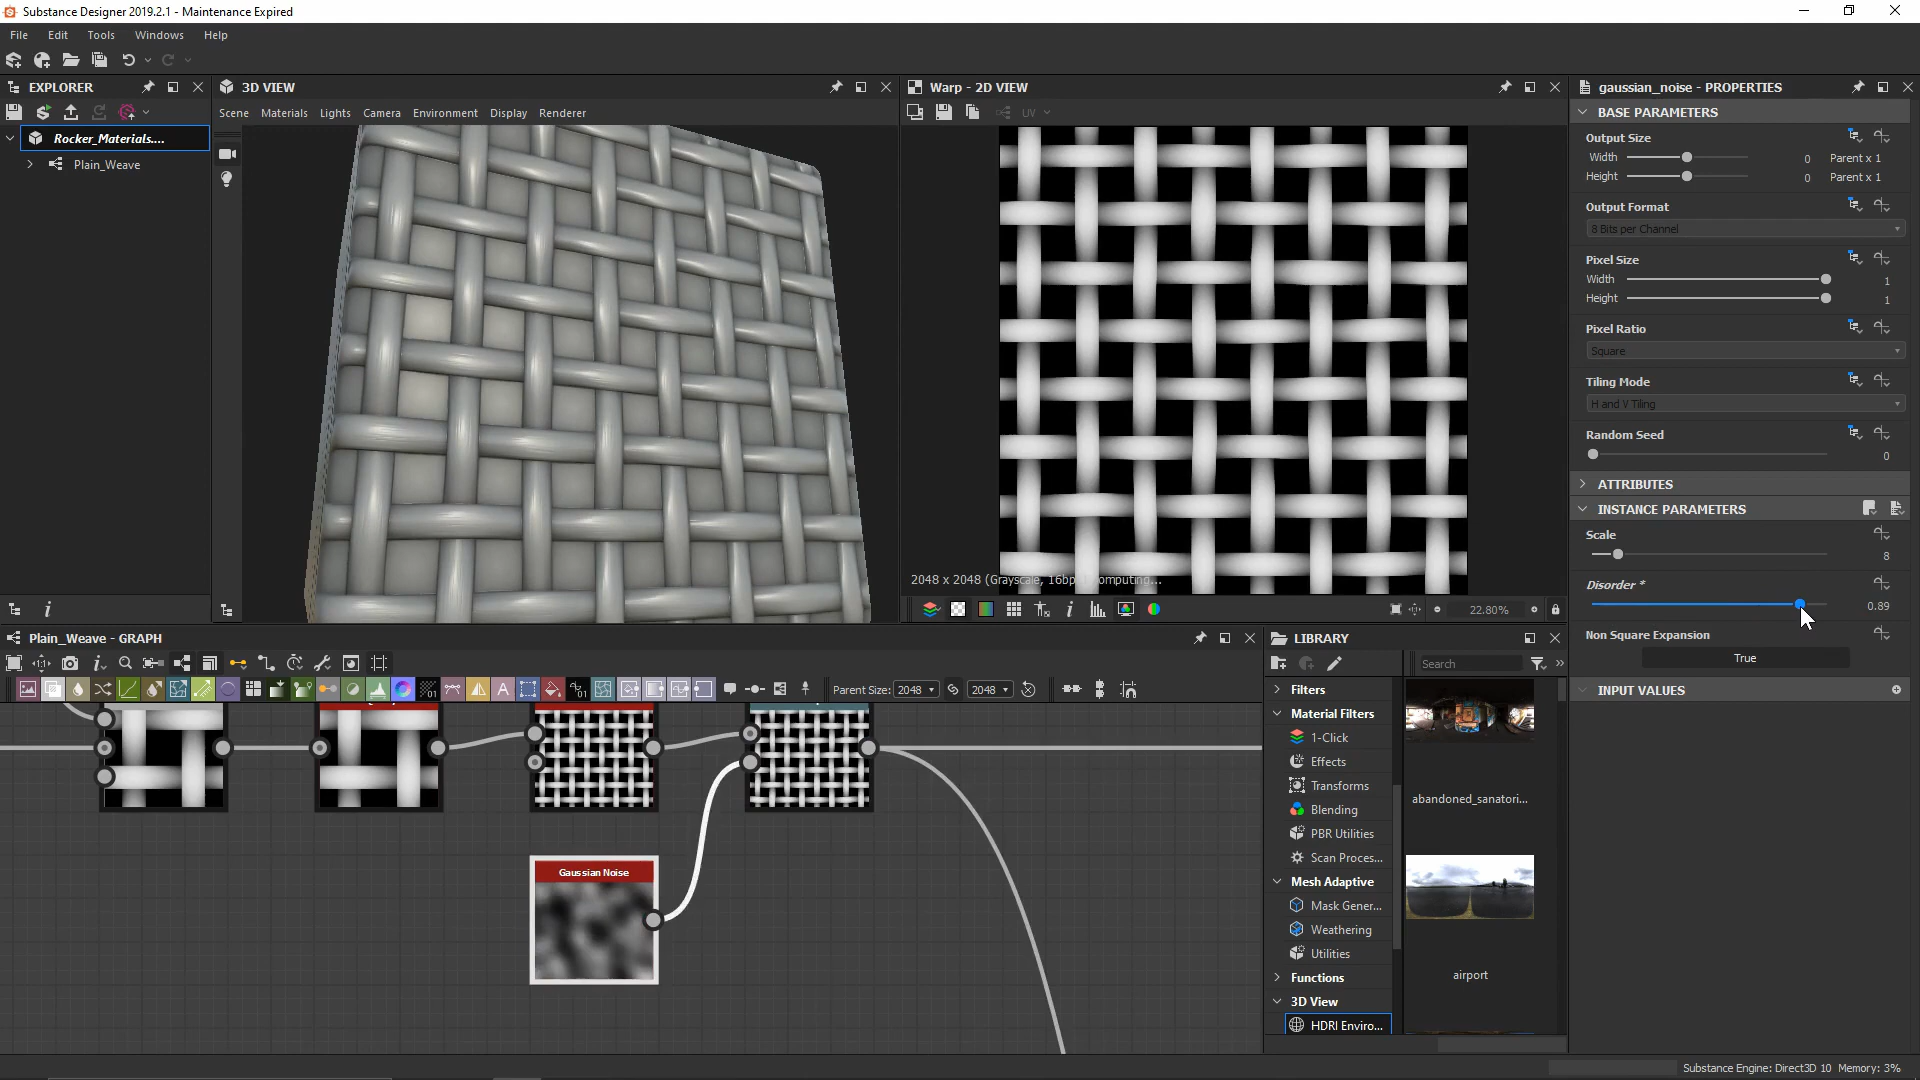 Substance Designer 2019.2.1 - Maintenance Expired
File Edit Tools Windows Help
EXPLORER
Rocker_Materials....
Plain_Weave
3D VIEW
Scene Materials Lights Camera Environment Display Renderer
Warp - 2D VIEW
UV
2048 x 2048 (Grayscale, 16bpc) Computing...
22.80%
gaussian_noise - PROPERTIES
BASE PARAMETERS
Output Size
Width 0 Parent x 1
Height 0 Parent x 1
Output Format
8 Bits per Channel
Pixel Size
Width 1
Height 1
Pixel Ratio
Square
Tiling Mode
H and V Tiling
Random Seed
0
ATTRIBUTES
INSTANCE PARAMETERS
Scale
8
Disorder *
0.89
Non Square Expansion
True
INPUT VALUES
Plain_Weave - GRAPH
Parent Size: 2048 2048
Gaussian Noise
LIBRARY
Search
Filters
Material Filters
1-Click
Effects
Transforms
Blending
PBR Utilities
Scan Proces...
Mesh Adaptive
Mask Gener...
Weathering
Utilities
Functions
3D View
HDRI Enviro...
abandoned_sanatori...
airport
Substance Engine: Direct3D 10 Memory: 3%